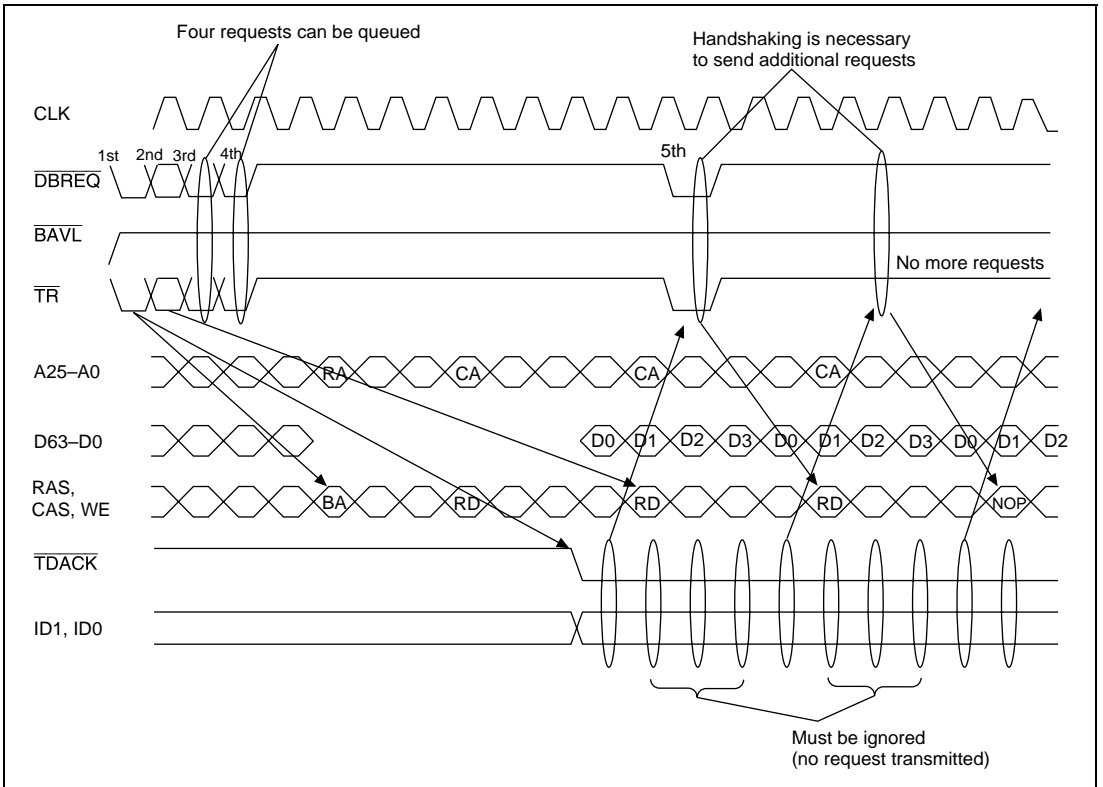 Four requests can be queued
Handshaking is necessary
to send additional requests
CLK
1st 2nd 3rd 4th 5th
DBREQ
BAVL
No more requests
TR
A25–A0 RA CA CA CA
D63–D0 D0 D1 D2 D3 D0 D1 D2 D3 D0 D1 D2
RAS,
CAS, WE BA RD RD RD NOP
TDACK
ID1, ID0
Must be ignored
(no request transmitted)